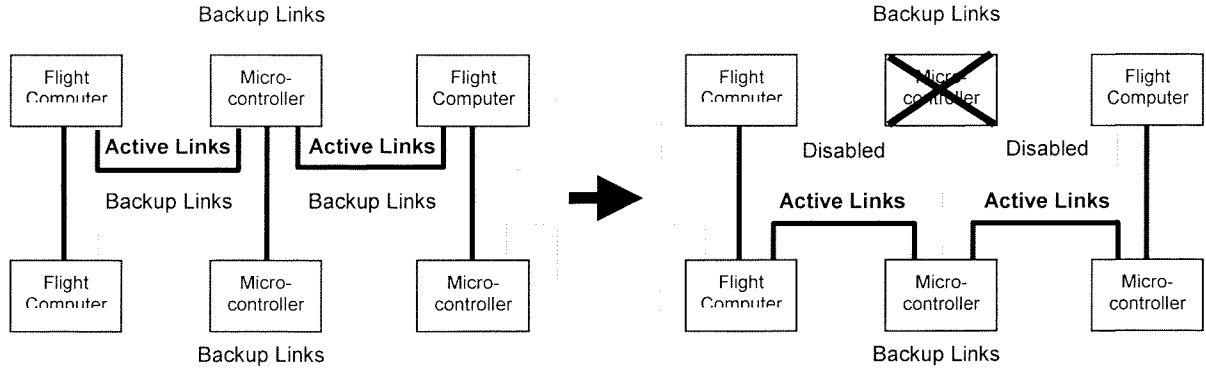 Backup Links
Flight
Computer
Micro-
controller
Flight
Computer
Active Links
Active Links
Backup Links
Backup Links
Flight
Computer
Micro-
controller
Micro-
controller
Backup Links
Backup Links
Flight
Computer
Micro-
controller
Flight
Computer
Disabled
Disabled
Active Links
Active Links
Flight
Computer
Micro-
controller
Micro-
controller
Backup Links